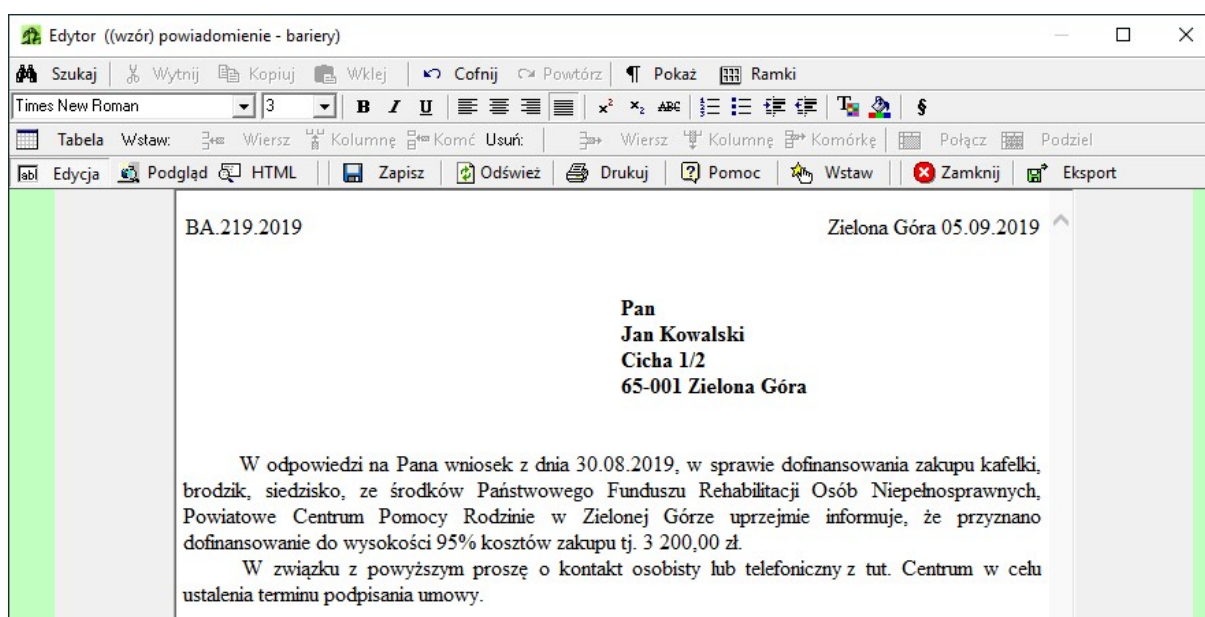 Edytor ((wzór) powiadomienie - bariery)
Szukaj Wytnij Kopiuj Wklej Cofnij Powtórz ¶ Pokaż Ramki
Times New Roman 3 B I U x² ×₂ ABC §
Tabela Wstaw: Wiersz Kolumnę Komć Usuń: Wiersz Kolumnę Komórkę Połącz Podziel
abl Edycja Podgląd HTML Zapisz Odśwież Drukuj Pomoc Wstaw Zamknij Eksport
BA.219.2019 Zielona Góra 05.09.2019
Pan
Jan Kowalski
Cicha 1/2
65-001 Zielona Góra
W odpowiedzi na Pana wniosek z dnia 30.08.2019, w sprawie dofinansowania zakupu kafelki,
brodzik, siedzisko, ze środków Państwowego Funduszu Rehabilitacji Osób Niepełnosprawnych,
Powiatowe Centrum Pomocy Rodzinie w Zielonej Górze uprzejmie informuje, że przyznano
dofinansowanie do wysokości 95% kosztów zakupu tj. 3 200,00 zł.
W związku z powyższym proszę o kontakt osobisty lub telefoniczny z tut. Centrum w celu
ustalenia terminu podpisania umowy.